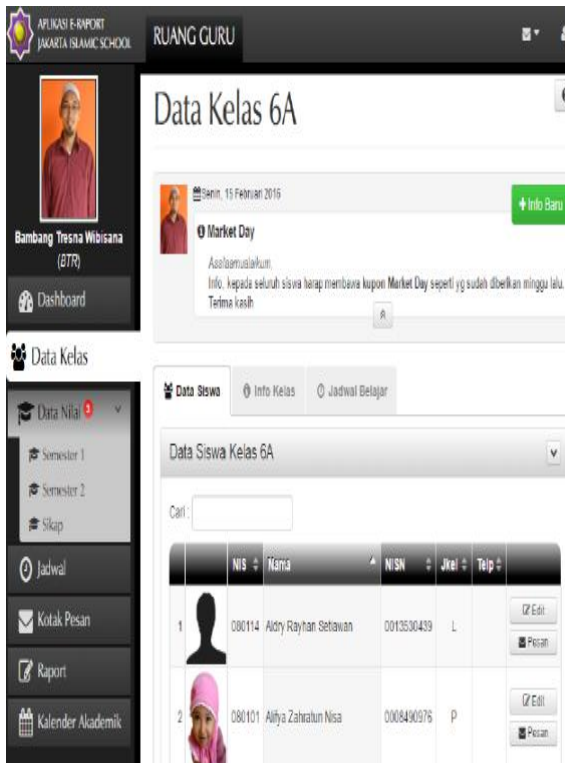 APLIKASI E-RAPORT
JAKARTA ISLAMIC SCHOOL
RUANG GURU
Bambang Tresna Wibisana
(BTR)
Dashboard
Data Kelas
Data Nilai 3
Semester 1
Semester 2
Sikap
Jadwal
Kotak Pesan
Raport
Kalender Akademik
Data Kelas 6A
Senin, 15 Februari 2016
+ Info Baru
Market Day
Assalaamualaikum,
Info, kepada seluruh siswa harap membawa kupon Market Day seperti yg sudah diberikan minggu lalu.
Terima kasih
Data Siswa Info Kelas Jadwal Belajar
Data Siswa Kelas 6A
Cari :
NIS Nama NISN Jkel Telp
1 080114 Aldry Rayhan Setiawan 0013530439 L Edit
Pesan
2 080101 Alifya Zahratun Nisa 0008490976 P Edit
Pesan